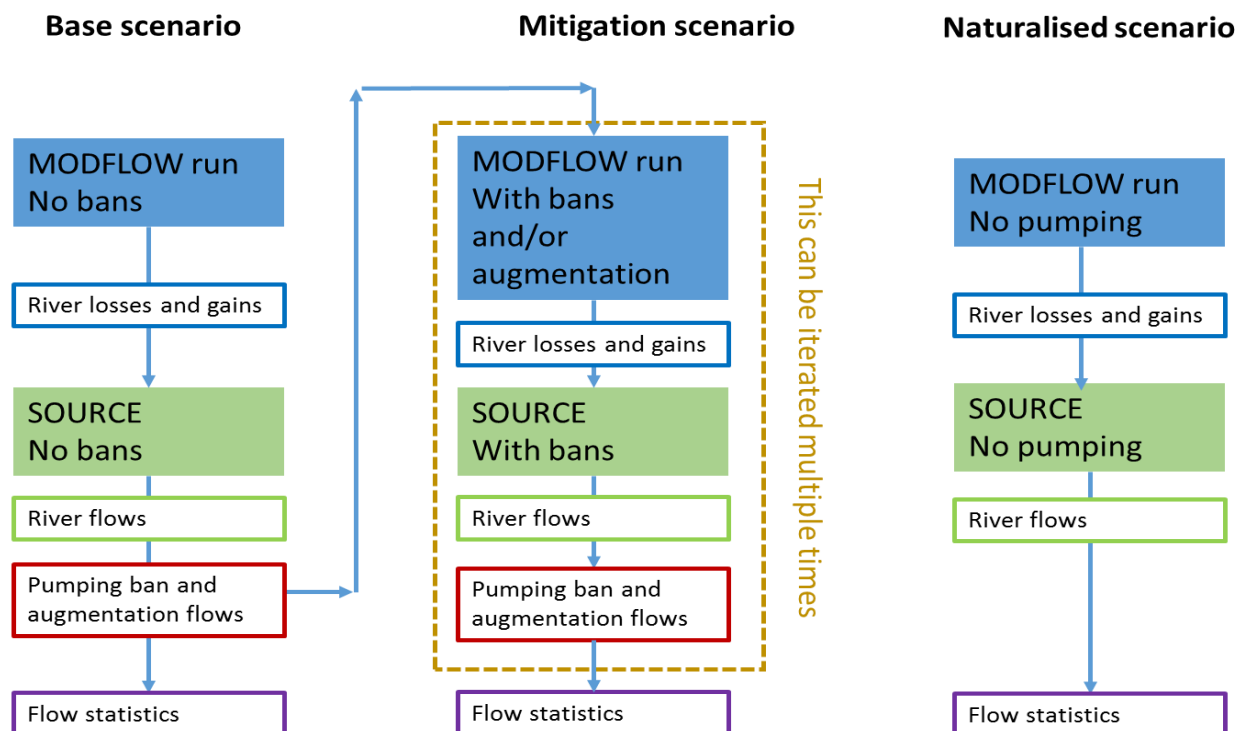 Base scenario
MODFLOW run
No bans
River losses and gains
SOURCE
No bans
River flows
Pumping ban and
augmentation flows
Flow statistics
Mitigation scenario
MODFLOW run
With bans
and/or
augmentation
River losses and gains
SOURCE
With bans
River flows
Pumping ban and
augmentation flows
Flow statistics
This can be iterated multiple times
Naturalised scenario
MODFLOW run
No pumping
River losses and gains
SOURCE
No pumping
River flows
Flow statistics